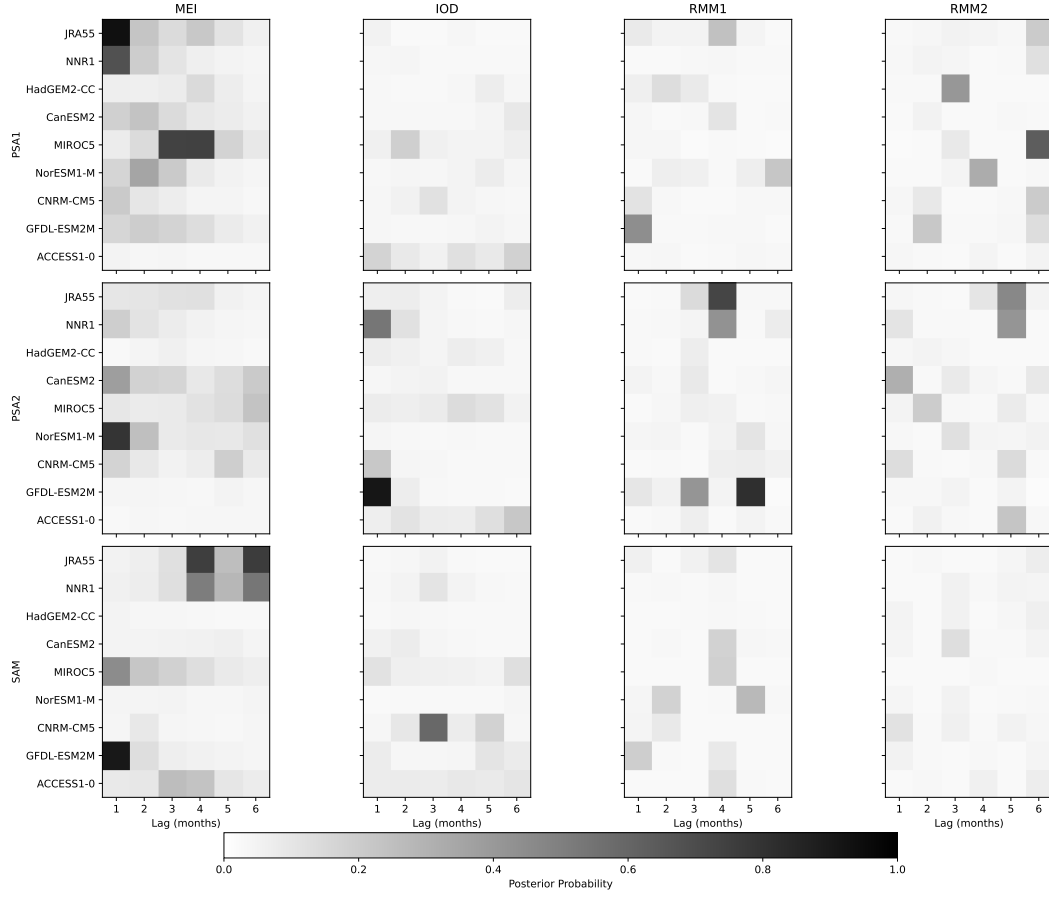 MEI IOD RMM1 RMM2
JRA55
NNR1
HadGEM2-CC
CanESM2
PSA1
MIROC5
NorESM1-M
CNRM-CM5
GFDL-ESM2M
ACCESS1-0
JRA55
NNR1
HadGEM2-CC
CanESM2
PSA2
MIROC5
NorESM1-M
CNRM-CM5
GFDL-ESM2M
ACCESS1-0
JRA55
NNR1
HadGEM2-CC
CanESM2
SAM
MIROC5
NorESM1-M
CNRM-CM5
GFDL-ESM2M
ACCESS1-0
1 2 3 4 5 6 1 2 3 4 5 6 1 2 3 4 5 6 1 2 3 4 5 6
Lag (months) Lag (months) Lag (months) Lag (months)
0.0 0.2 0.4 0.6 0.8 1.0
Posterior Probability